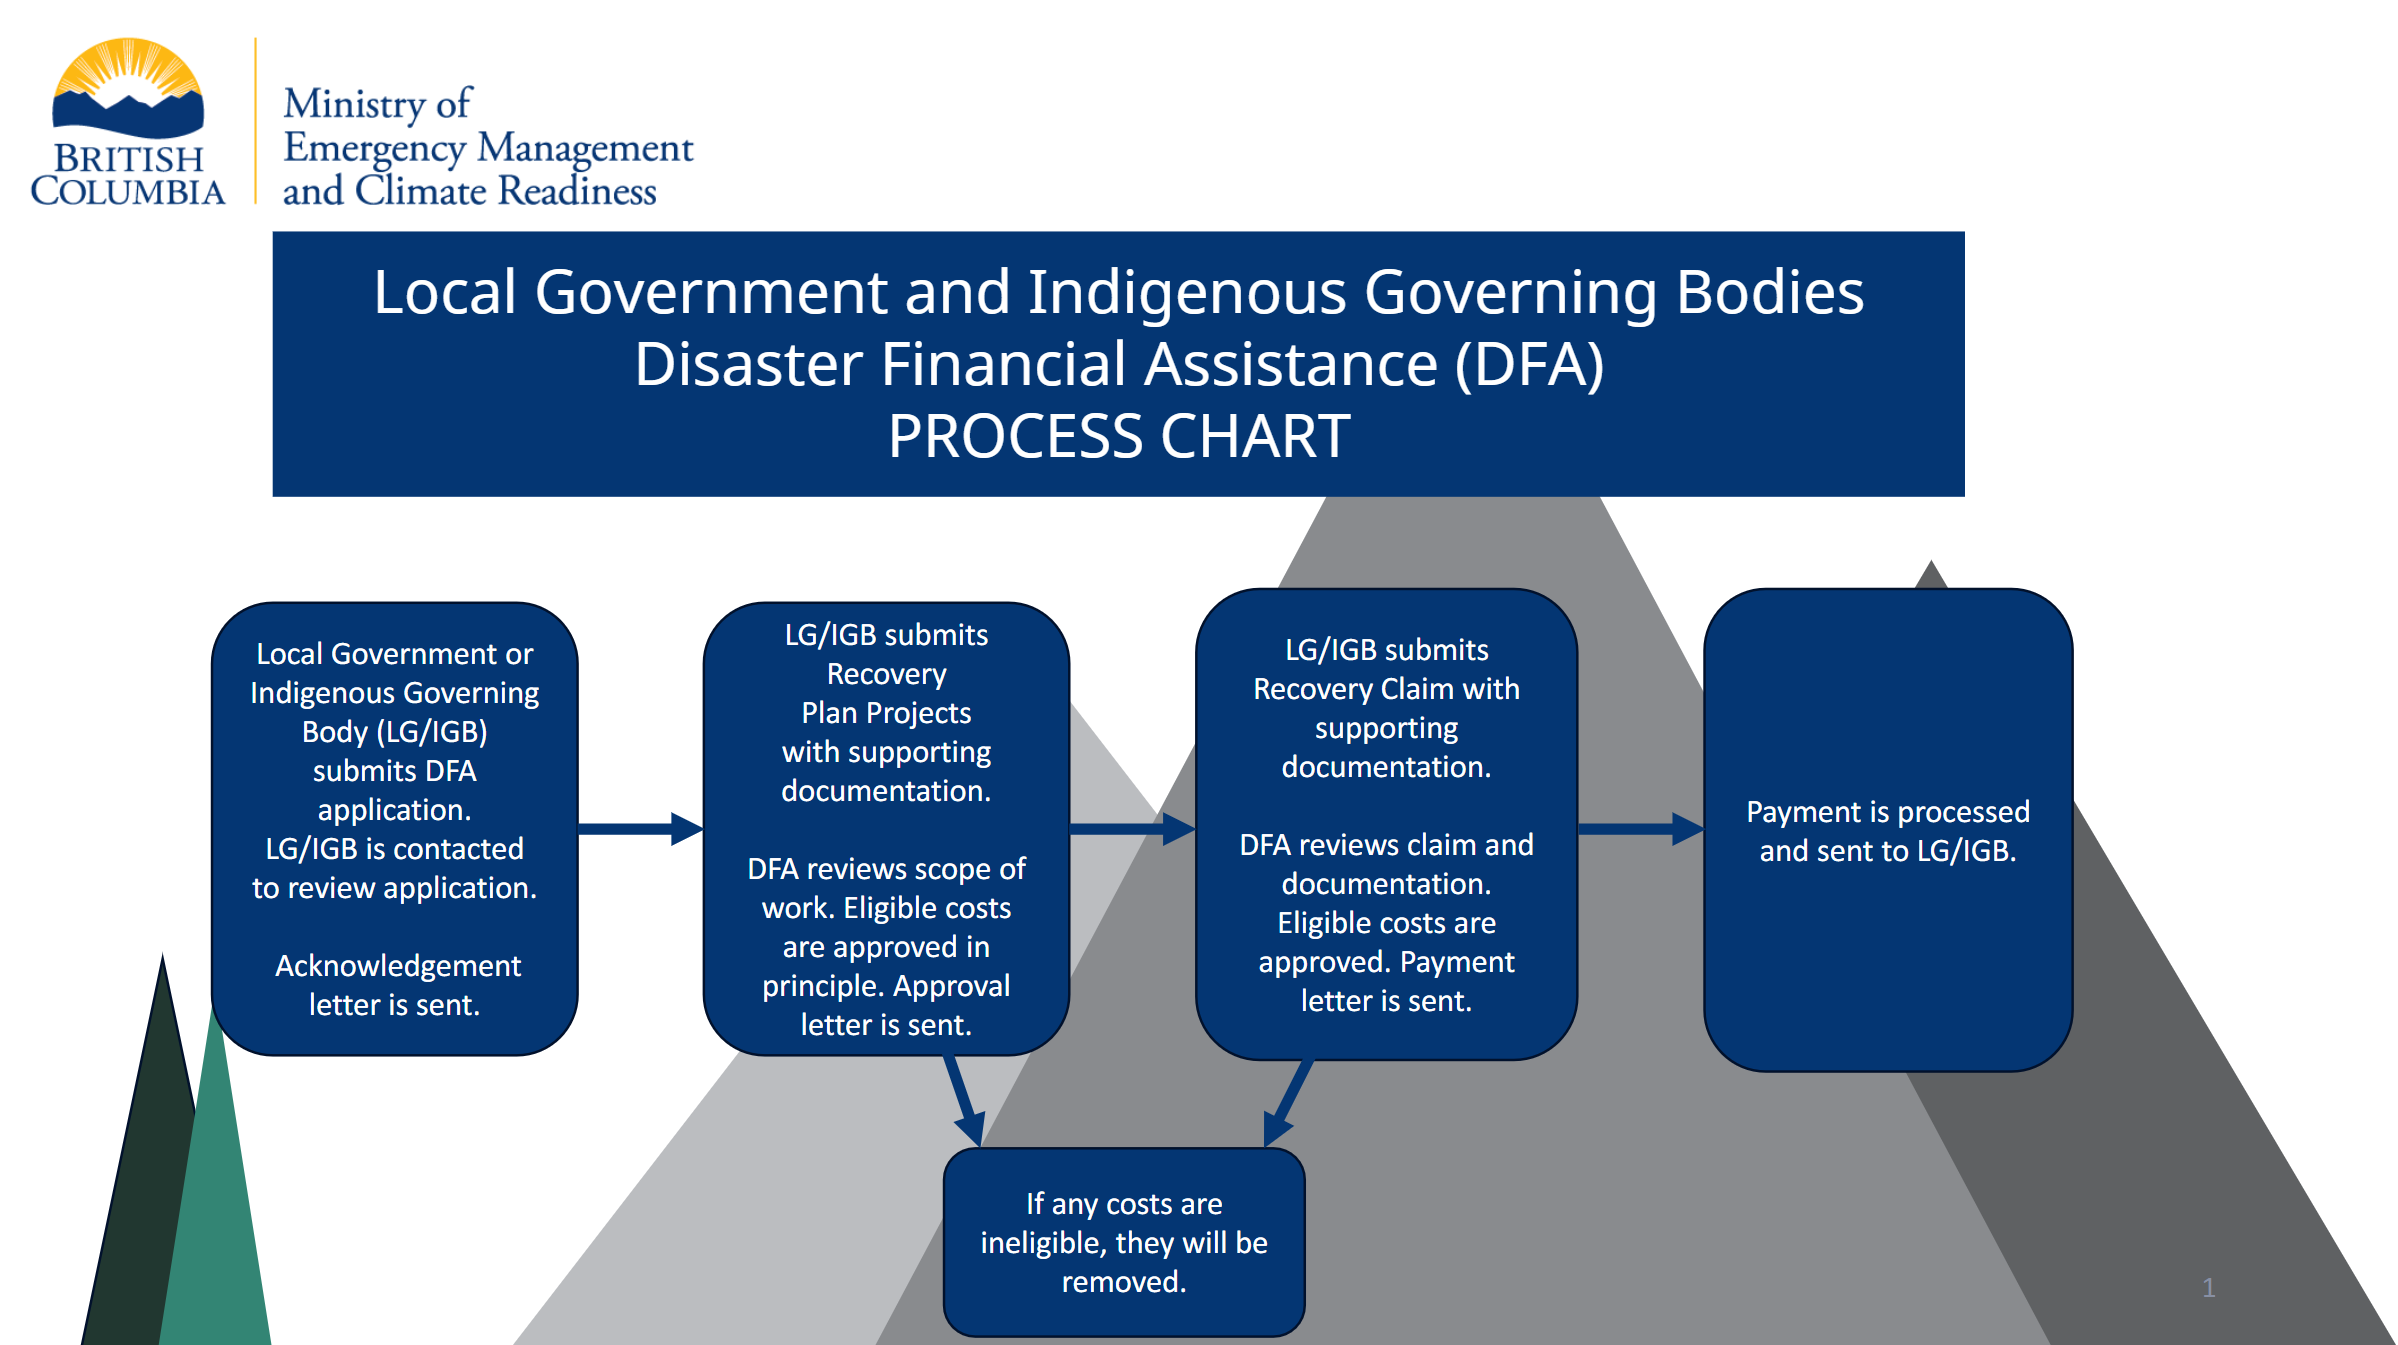 BRITISH
COLUMBIA
Ministry of
Emergency Management
and Climate Readiness
Local Government and Indigenous Governing Bodies
Disaster Financial Assistance (DFA)
PROCESS CHART
Local Government or
Indigenous Governing
Body (LG/IGB)
submits DFA
application.
LG/IGB is contacted
to review application.
Acknowledgement
letter is sent.
LG/IGB submits
Recovery
Plan Projects
with supporting
documentation.
DFA reviews scope of
work. Eligible costs
are approved in
principle. Approval
letter is sent.
LG/IGB submits
Recovery Claim with
supporting
documentation.
DFA reviews claim and
documentation.
Eligible costs are
approved. Payment
letter is sent.
Payment is processed
and sent to LG/IGB.
If any costs are
ineligible, they will be
removed.
1